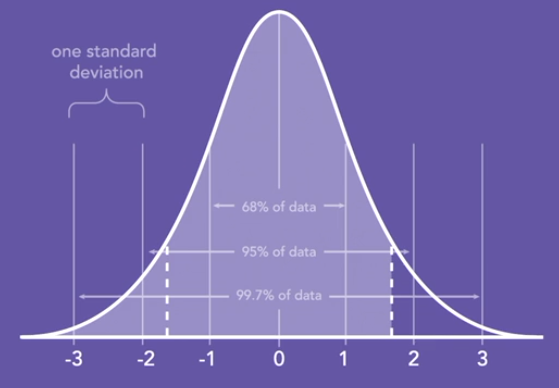 one standard
deviation
68% of data
95% of data
99.7% of data
-3 -2 -1 0 1 2 3